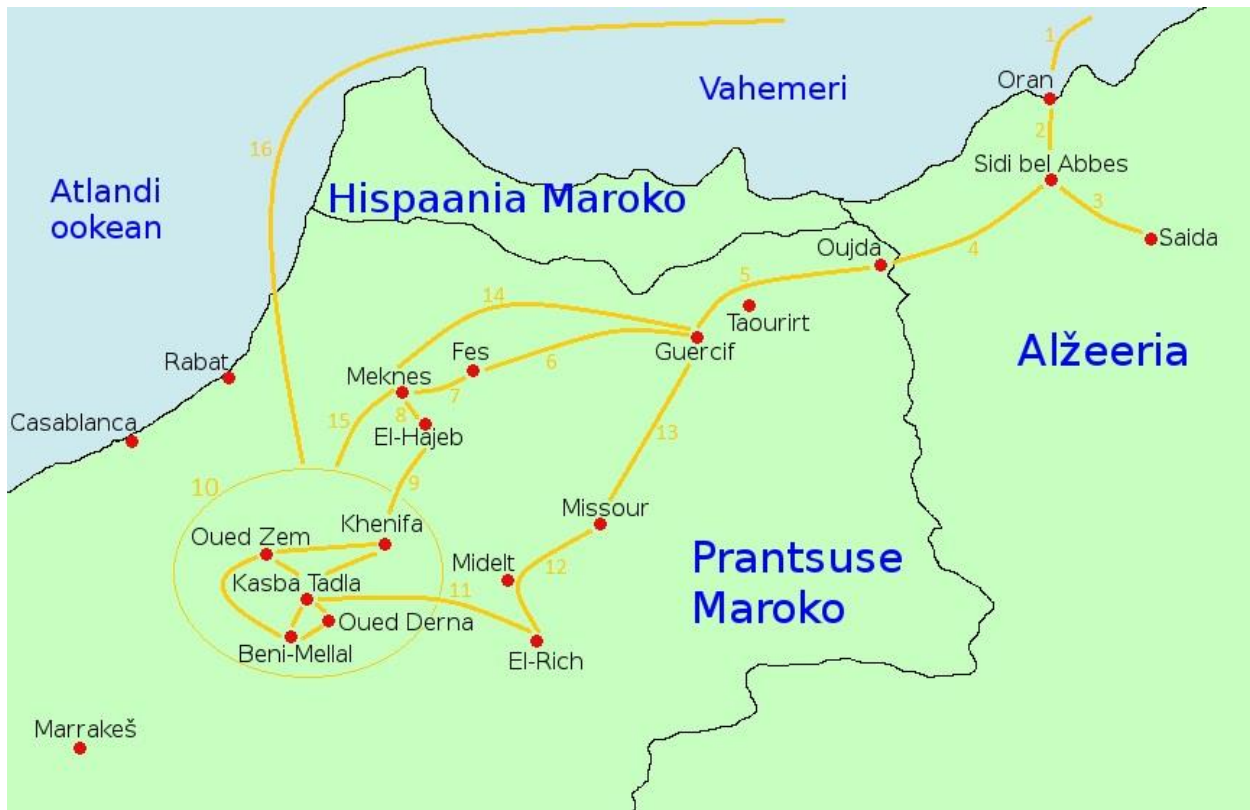 1
Oran
Vahemeri
2
16
Sidi bel Abbes
Atlandi
ookean
Hispaania Maroko
3
Saida
4
Oujda
5
14
Taourirt
Guercif
Alžeeria
Fes
6
Rabat
Meknes
7
8
15
Casablanca
El-Hajeb
13
10
9
Missour
Khenifa
Oued Zem
Midelt
12
Prantsuse
Maroko
Kasba Tadla
11
Oued Derna
Beni-Mellal
El-Rich
Marrakeš